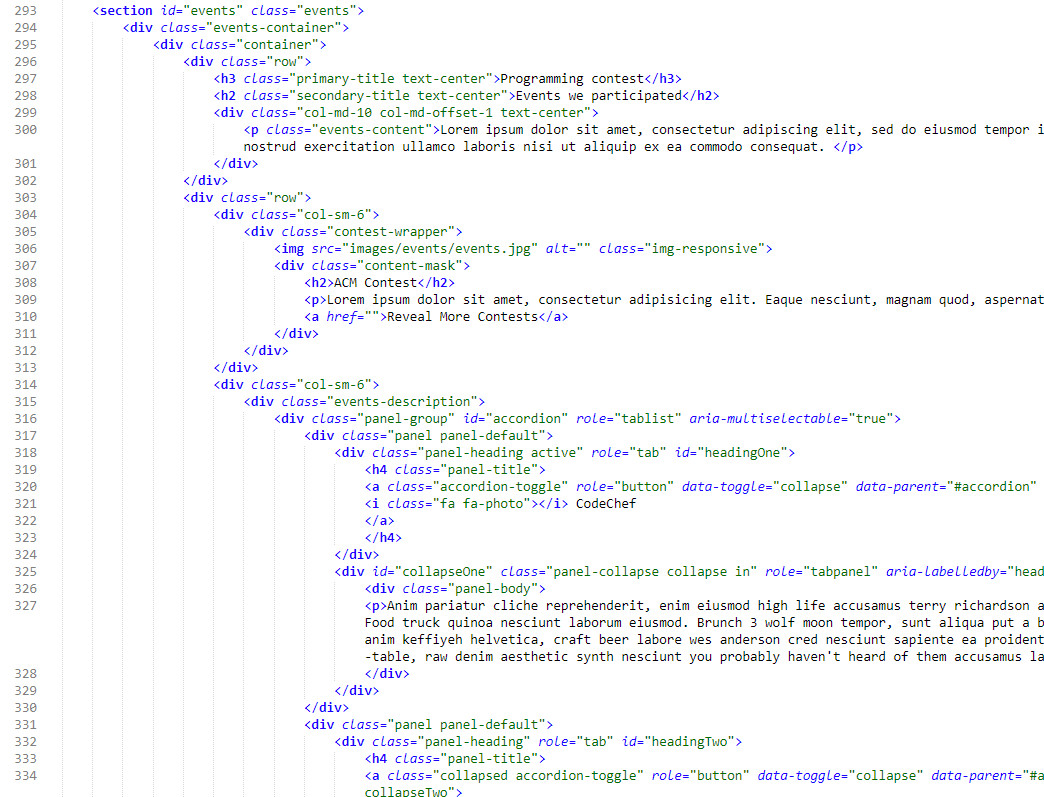 293 <section id="events" class="events">
294 <div class="events-container">
295 <div class="container">
296 <div class="row">
297 <h3 class="primary-title text-center">Programming contest</h3>
298 <h2 class="secondary-title text-center">Events we participated</h2>
299 <div class="col-md-10 col-md-offset-1 text-center">
300 <p class="events-content">Lorem ipsum dolor sit amet, consectetur adipiscing elit, sed do eiusmod tempor i
nostrud exercitation ullamco laboris nisi ut aliquip ex ea commodo consequat. </p>
301 </div>
302 </div>
303 <div class="row">
304 <div class="col-sm-6">
305 <div class="contest-wrapper">
306 <img src="images/events/events.jpg" alt="" class="img-responsive">
307 <div class="content-mask">
308 <h2>ACM Contest</h2>
309 <p>Lorem ipsum dolor sit amet, consectetur adipisicing elit. Eaque nesciunt, magnam quod, aspernat
310 <a href="">Reveal More Contests</a>
311 </div>
312 </div>
313 </div>
314 <div class="col-sm-6">
315 <div class="events-description">
316 <div class="panel-group" id="accordion" role="tablist" aria-multiselectable="true">
317 <div class="panel panel-default">
318 <div class="panel-heading active" role="tab" id="headingOne">
319 <h4 class="panel-title">
320 <a class="accordion-toggle" role="button" data-toggle="collapse" data-parent="#accordion"
321 <i class="fa fa-photo"></i> CodeChef
322 </a>
323 </h4>
324 </div>
325 <div id="collapseOne" class="panel-collapse collapse in" role="tabpanel" aria-labelledby="head
326 <div class="panel-body">
327 <p>Anim pariatur cliche reprehenderit, enim eiusmod high life accusamus terry richardson a
Food truck quinoa nesciunt laborum eiusmod. Brunch 3 wolf moon tempor, sunt aliqua put a b
anim keffiyeh helvetica, craft beer labore wes anderson cred nesciunt sapiente ea proident
-table, raw denim aesthetic synth nesciunt you probably haven't heard of them accusamus la
328 </div>
329 </div>
330 </div>
331 <div class="panel panel-default">
332 <div class="panel-heading" role="tab" id="headingTwo">
333 <h4 class="panel-title">
334 <a class="collapsed accordion-toggle" role="button" data-toggle="collapse" data-parent="#a
collapseTwo">